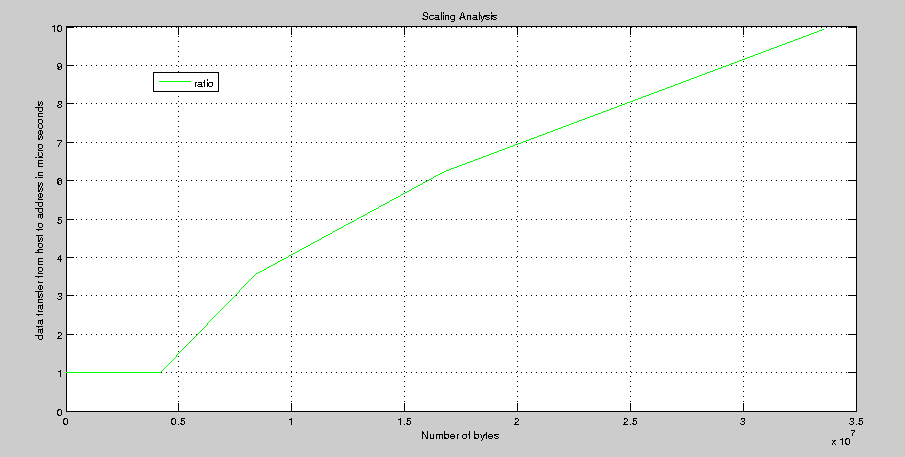 Scaling Analysis
10
9
ratio
8
7
6
5
4
3
2
1
0
data transfer from host to address in micro seconds
0 0.5 1 1.5 2 2.5 3 3.5
Number of bytes
x 10^7